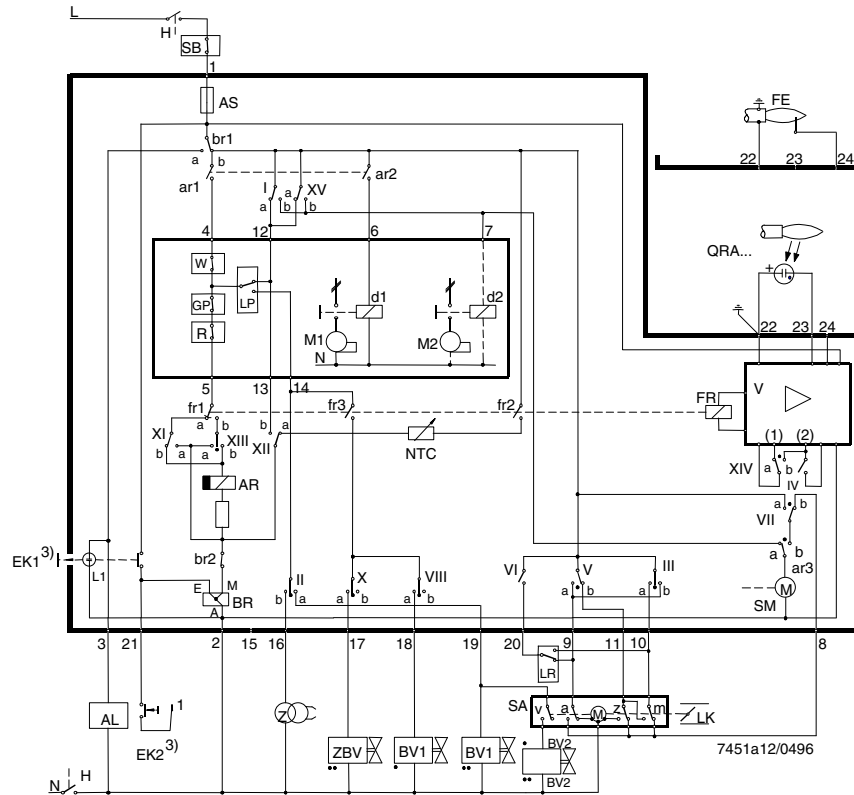 L
H
SB
1
AS
FE
22 23 24
br1
a b
ar1 ar2
I a XV
a b b
4 12 6 7
W
GP
R
LP
d1 d2
M1 M2
N
QRA...
+
22 23 24
V
FR
5 13 14
fr1 fr3 fr2
XI XIII XII
b a a b
b a
NTC
AR
(1) (2)
XIV a b
IV
a b
VII
a b
ar3
SM
M
EK1 3)
L1
br2
E M
A
BR
II X VIII VI V III
b a a b a b a b a b
3 21 15 2 16 17 18 19 20 9 11 10 8
LR
AL
1
EK2 3)
Z
SA v a M z m LK
ZBV BV1 BV1 BV2
BV2
7451a12/0496
N H